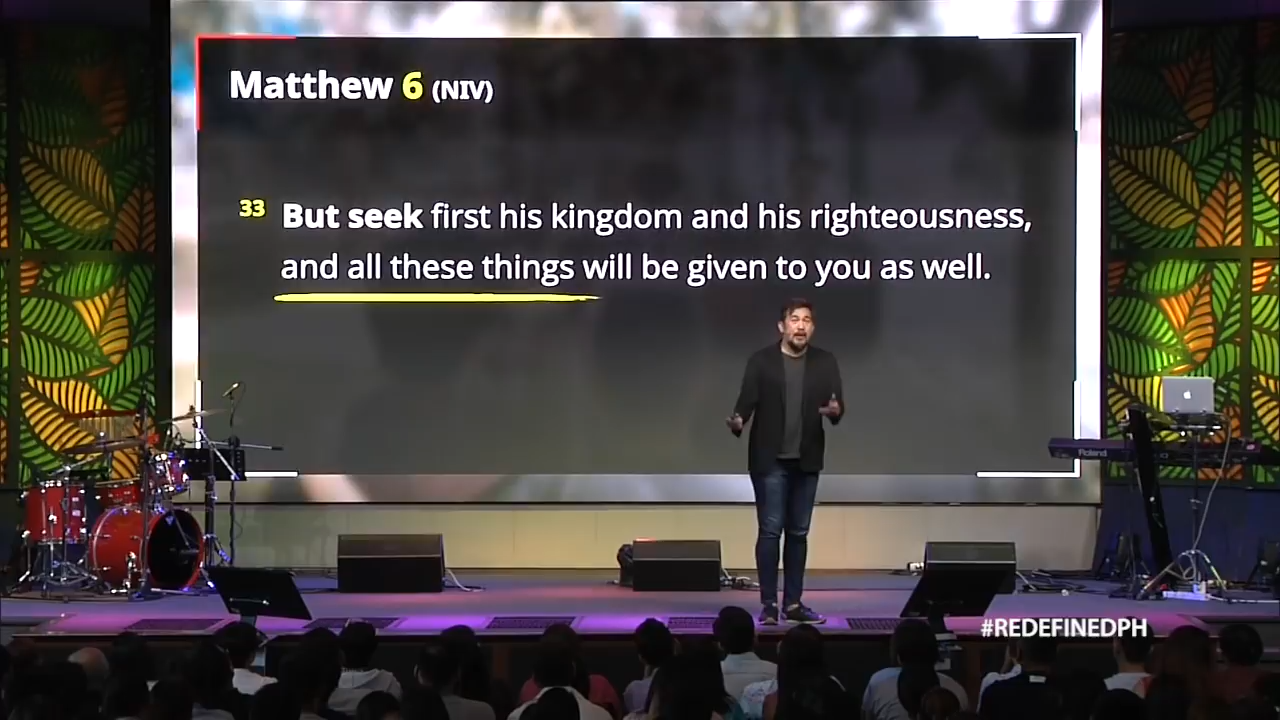 Matthew 6 (NIV)
33 But seek first his kingdom and his righteousness,
and all these things will be given to you as well.
Roland
#REDEFINEDPH